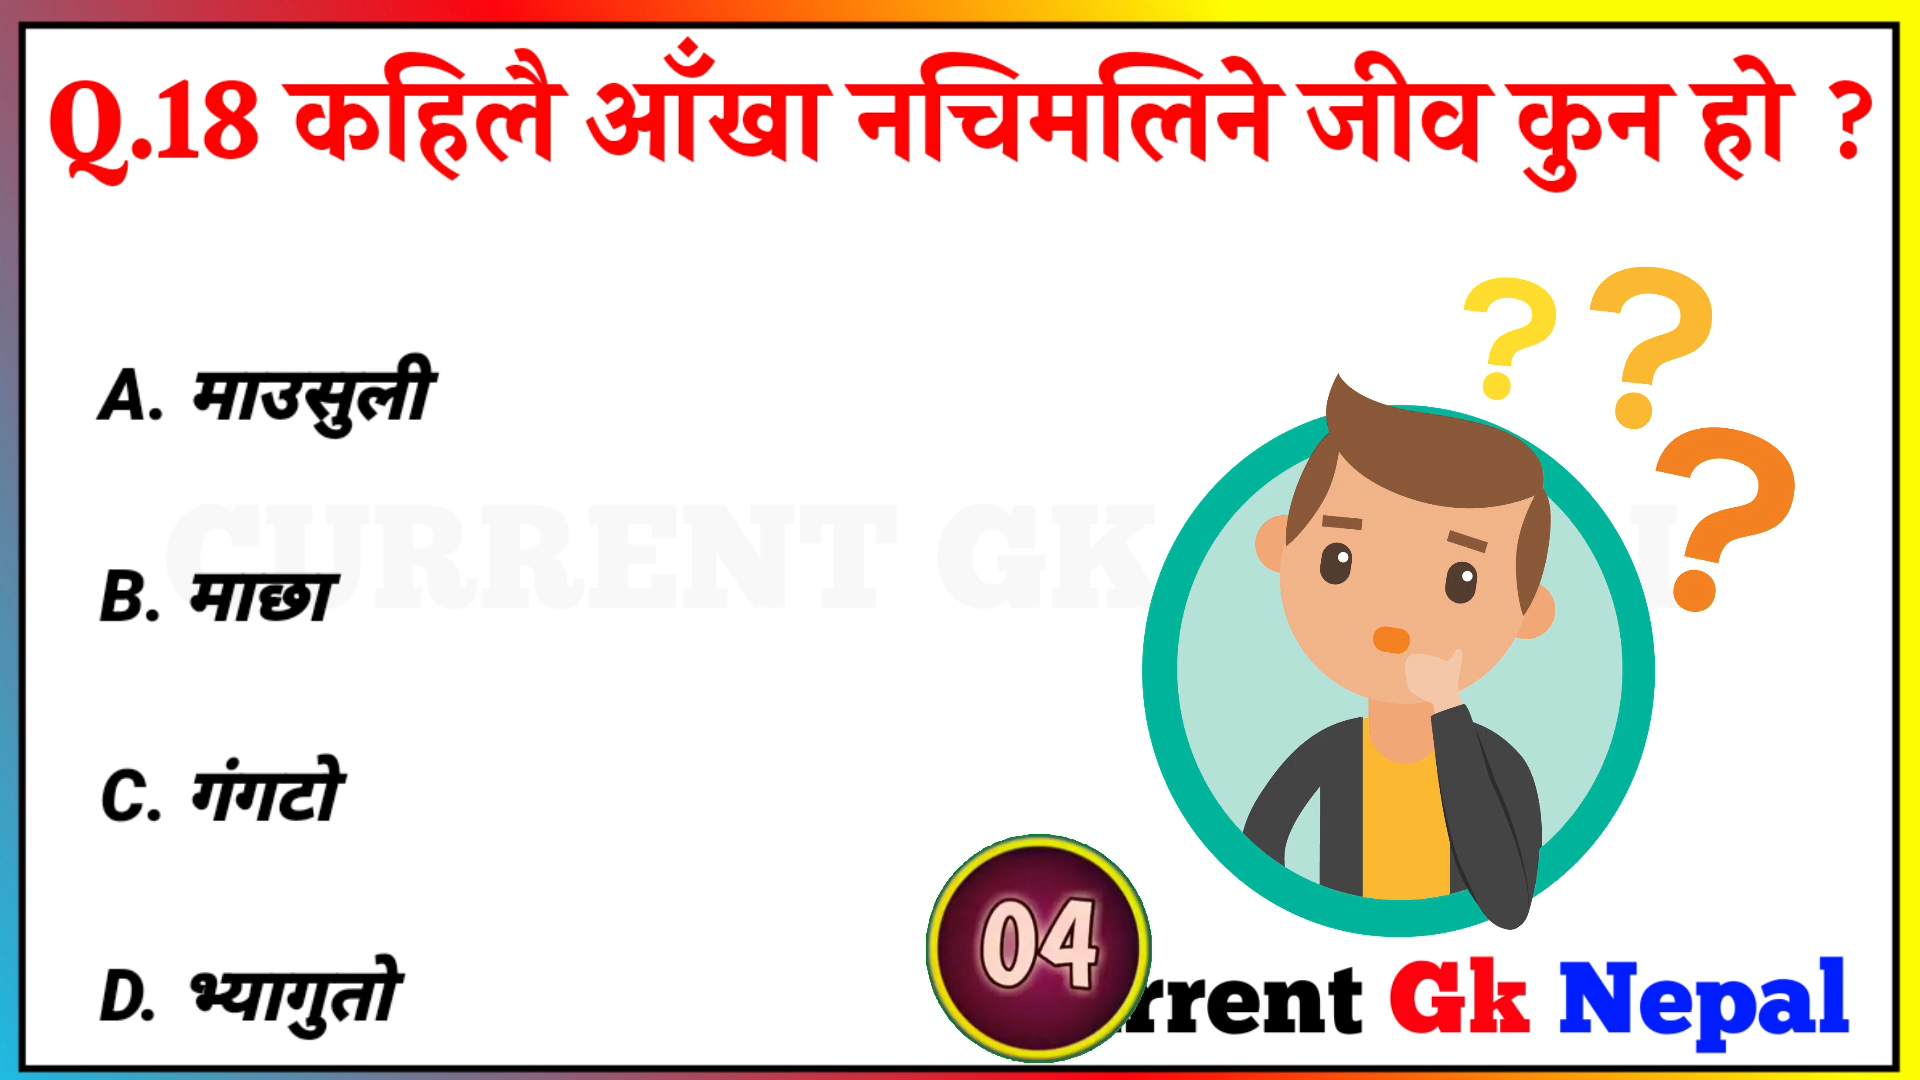 Q.18 कहिलै आँखा नचिमलिने जीव कुन हो ?
A. माउसुली
CURRENT GK
B. माछा
C. गंगटो
04
D. भ्यागुतो
rrent Gk Nepal